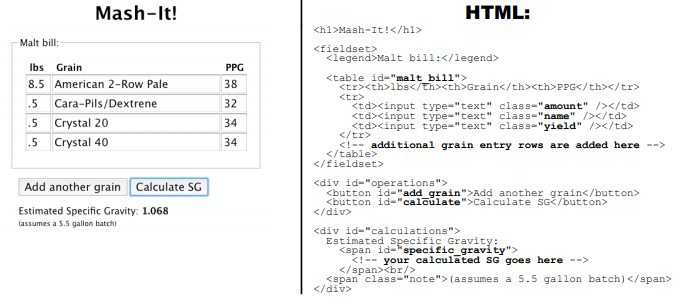 Mash-It!
Malt bill:
lbs Grain PPG
8.5 American 2-Row Pale 38
.5 Cara-Pils/Dextrene 32
.5 Crystal 20 34
.5 Crystal 40 34
Add another grain Calculate SG
Estimated Specific Gravity: 1.068
(assumes a 5.5 gallon batch)
HTML:
<h1>Mash-It!</h1>
<fieldset>
<legend>Malt bill:</legend>
<table id="malt_bill">
<tr><th>lbs</th><th>Grain</th><th>PPG</th></tr>
<tr>
<td><input type="text" class="amount" /></td>
<td><input type="text" class="name" /></td>
<td><input type="text" class="yield" /></td>
</tr>
<!-- additional grain entry rows are added here -->
</table>
</fieldset>
<div id="operations">
<button id="add_grain">Add another grain</button>
<button id="calculate">Calculate SG</button>
</div>
<div id="calculations">
Estimated Specific Gravity:
<span id="specific_gravity">
<!-- your calculated SG goes here -->
</span><br/>
<span class="note">(assumes a 5.5 gallon batch)</span>
</div>